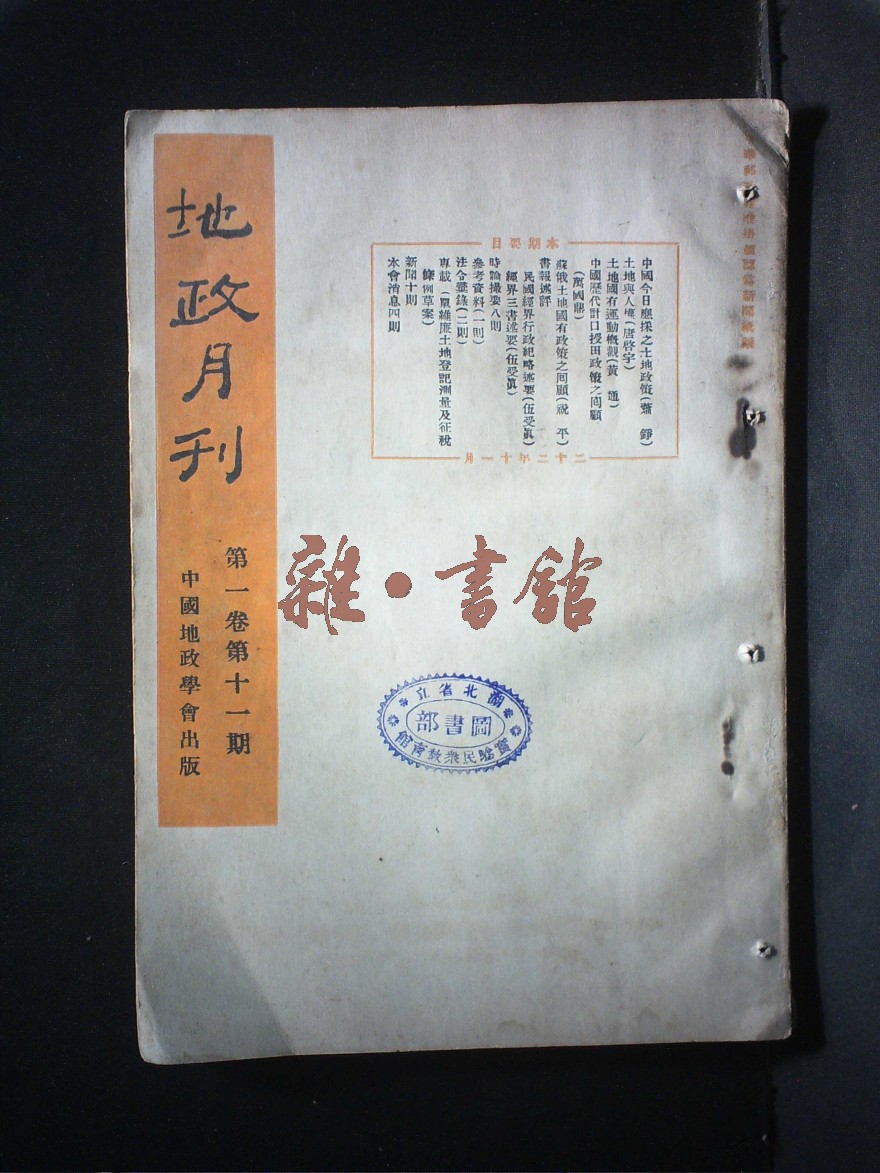 地政月刊
第一卷第十一期
中國地政學會出版
本期要目
中國今日應採之土地政策（蕭 錚）
土地與人口（唐啓宇）
土地國有運動概觀（黃 通）
中國歷代計口授田政策之回顧
（萬國鼎）
蘇俄土地國有政策之回顧（祝 平）
書報述評
民國經界行政紀略述要（伍受眞）
經界三書述要（伍受眞）
時論撮要八則
參考資料（一則）
法令彙錄（二則）
專載（單維廉土地登記測量及征稅
條例草案）
新聞十則
本會消息四則
二十二年十一月
雜·書館
湖北省立
實驗民衆教育館
圖書部